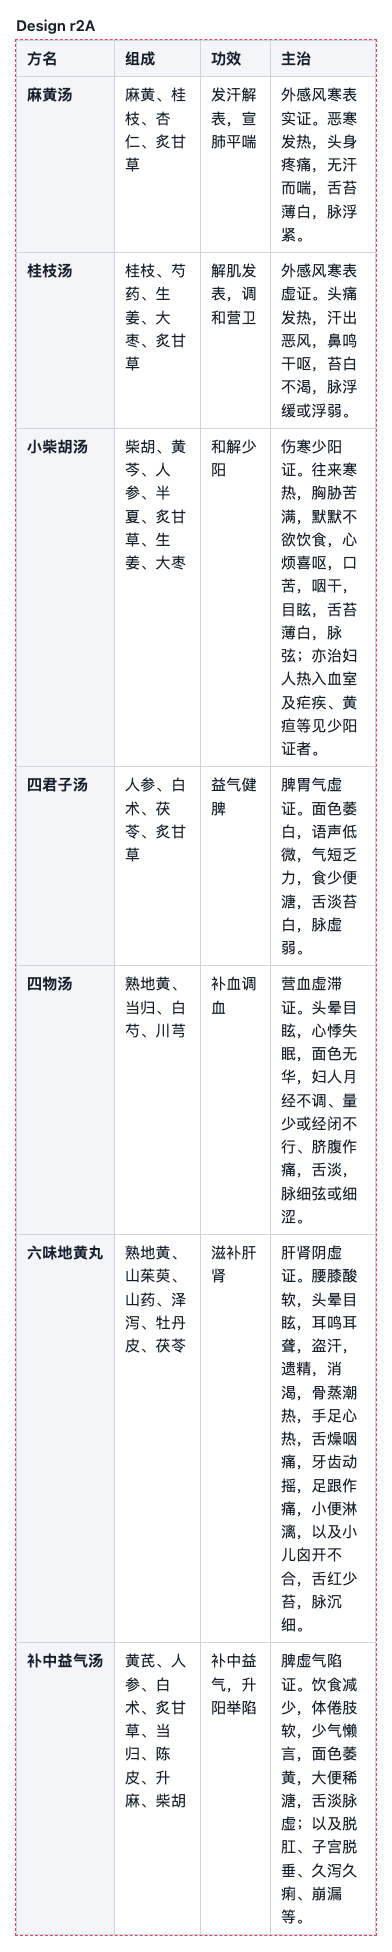 Design r2A
方名 组成 功效 主治
麻黄汤
麻黄、桂
枝、杏
仁、炙甘
草
发汗解
表，宣
肺平喘
外感风寒表
实证。恶寒
发热，头身
疼痛，无汗
而喘，舌苔
薄白，脉浮
紧。
桂枝汤
桂枝、芍
药、生
姜、大
枣、炙甘
草
解肌发
表，调
和营卫
外感风寒表
虚证。头痛
发热，汗出
恶风，鼻鸣
干呕，苔白
不渴，脉浮
缓或浮弱。
小柴胡汤
柴胡、黄
芩、人
参、半
夏、炙甘
草、生
姜、大枣
和解少
阳
伤寒少阳
证。往来寒
热，胸胁苦
满，默默不
欲饮食，心
烦喜呕，口
苦，咽干，
目眩，舌苔
薄白，脉
弦；亦治妇
人热入血室
及疟疾、黄
疸等见少阳
证者。
四君子汤
人参、白
术、茯
苓、炙甘
草
益气健
脾
脾胃气虚
证。面色萎
白，语声低
微，气短乏
力，食少便
溏，舌淡苔
白，脉虚
弱。
四物汤
熟地黄、
当归、白
芍、川芎
补血调
血
营血虚滞
证。头晕目
眩，心悸失
眠，面色无
华，妇人月
经不调、量
少或经闭不
行、脐腹作
痛，舌淡，
脉细弦或细
涩。
六味地黄丸
熟地黄、
山茱萸、
山药、泽
泻、牡丹
皮、茯苓
滋补肝
肾
肝肾阴虚
证。腰膝酸
软，头晕目
眩，耳鸣耳
聋，盗汗，
遗精，消
渴，骨蒸潮
热，手足心
热，舌燥咽
痛，牙齿动
摇，足跟作
痛，小便淋
漓，以及小
儿囟开不
合，舌红少
苔，脉沉
细。
补中益气汤
黄芪、人
参、白
术、炙甘
草、当
归、陈
皮、升
麻、柴胡
补中益
气，升
阳举陷
脾虚气陷
证。饮食减
少，体倦肢
软，少气懒
言，面色萎
黄，大便稀
溏，舌淡脉
虚；以及脱
肛、子宫脱
垂、久泻久
痢、崩漏
等。